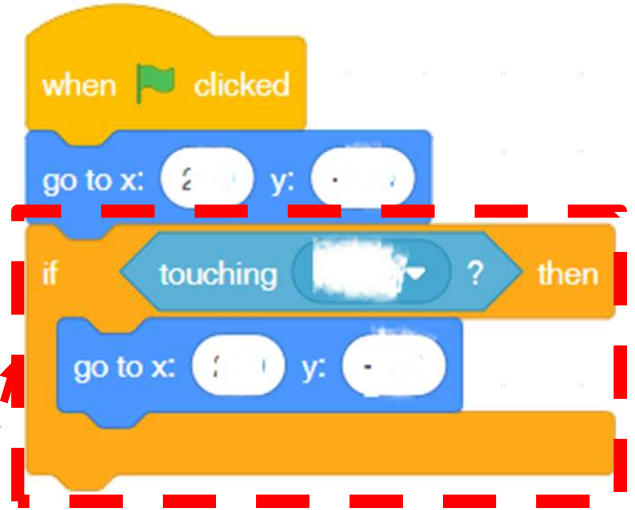 when clicked
go to x: y:
if touching ? then
go to x: y: